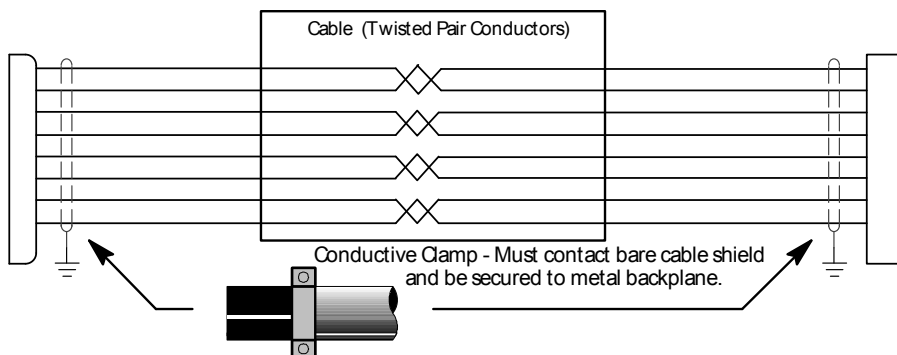 Cable (Twisted Pair Conductors)
Conductive Clamp - Must contact bare cable shield
and be secured to metal backplane.